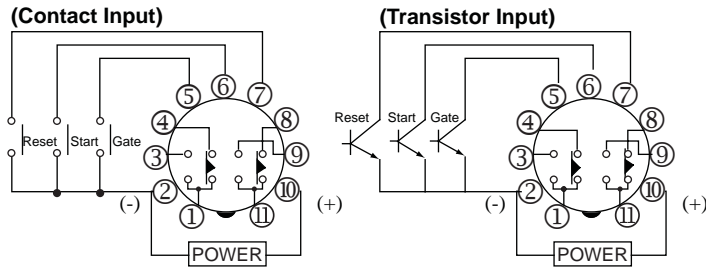 (Contact Input)
(Transistor Input)
⑥
⑤ ⑦
④ ⑧
Reset Start Gate
③ ⑨
② ⑩
① ⑪
(-) (+)
POWER
⑥
⑤ ⑦
Reset Start Gate
④ ⑧
③ ⑨
② ⑩
① ⑪
(-) (+)
POWER